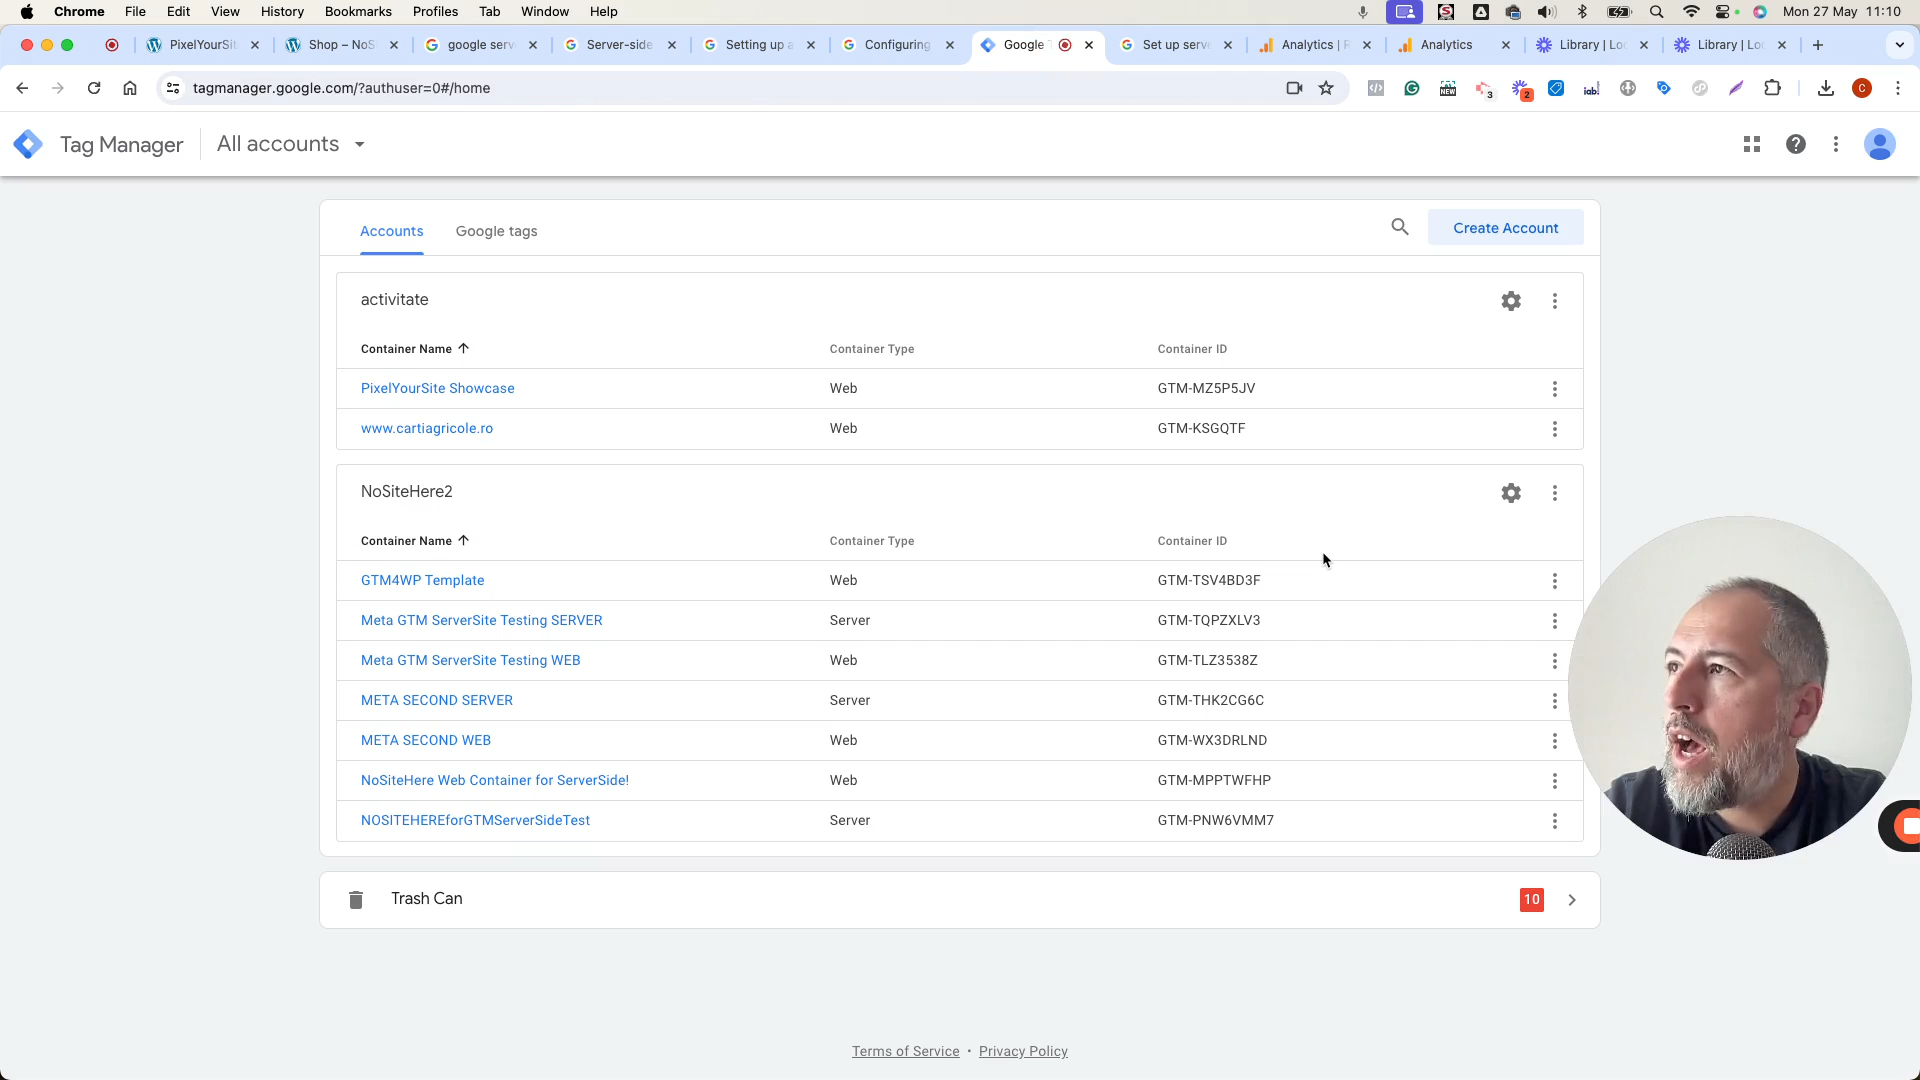 Chrome File Edit View History Bookmarks Profiles Tab Window Help
Mon 27 May 11:10
PixelYourSi
Shop – NoS
google serv
Server-side
Setting up a
Configuring
Google
Set up serv
Analytics |
Analytics
Library | Lo
Library | Lo
tagmanager.google.com/?authuser=0#/home
NEW
3
2
iab!
C
Tag Manager
All accounts
Accounts
Google tags
Create Account
activitate
Container Name Container Type Container ID
PixelYourSite Showcase Web GTM-MZ5P5JV
www.cartiagricole.ro Web GTM-KSGQTF
NoSiteHere2
Container Name Container Type Container ID
GTM4WP Template Web GTM-TSV4BD3F
Meta GTM ServerSite Testing SERVER Server GTM-TQPZXLV3
Meta GTM ServerSite Testing WEB Web GTM-TLZ3538Z
META SECOND SERVER Server GTM-THK2CG6C
META SECOND WEB Web GTM-WX3DRLND
NoSiteHere Web Container for ServerSide! Web GTM-MPPTWFHP
NOSITEHEREforGTMServerSideTest Server GTM-PNW6VMM7
Trash Can
10
Terms of Service • Privacy Policy